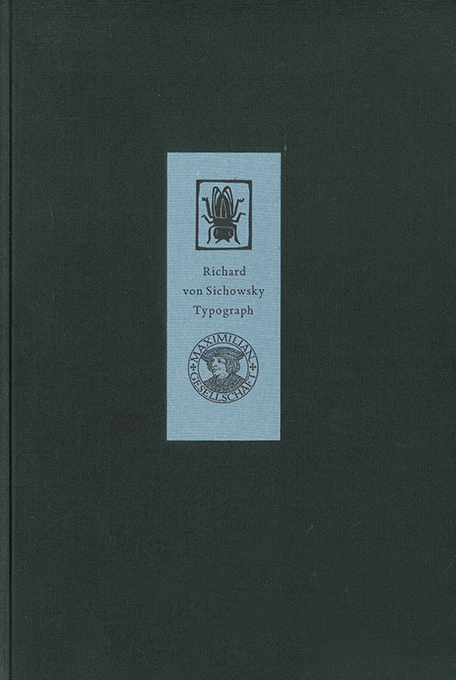 Richard
von Sichowsky
Typograph
MAXIMILIAN
GESELLSCHAFT